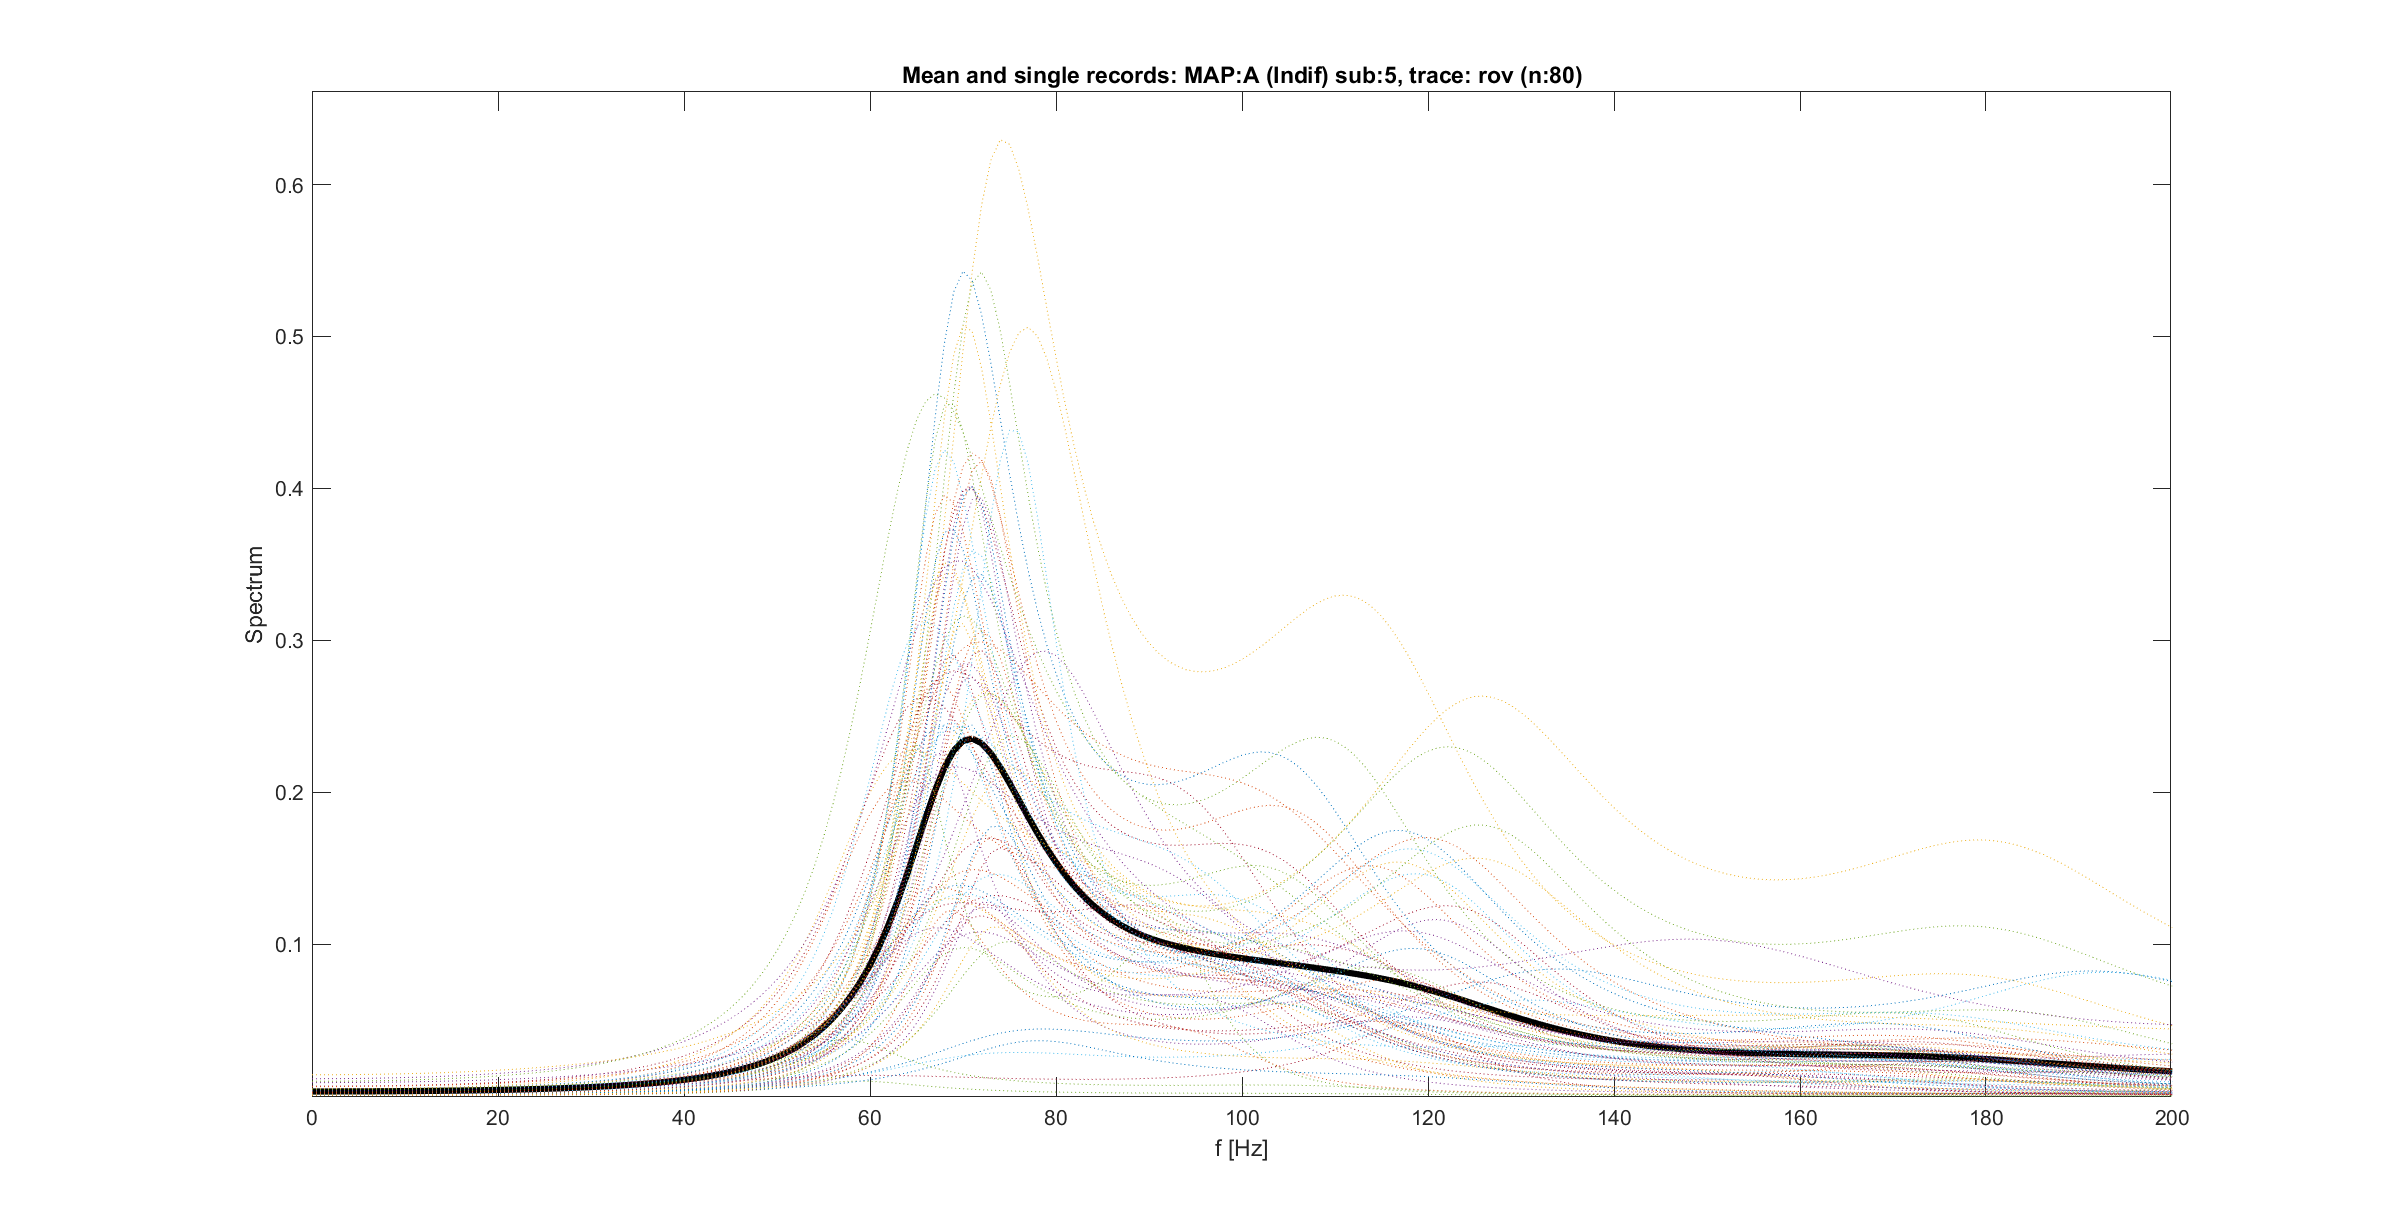 Mean and single records: MAP:A (Indif) sub:5, trace: rov (n:80)
0.6
0.5
0.4
0.3
0.2
0.1
Spectrum
0 20 40 60 80 100 120 140 160 180 200
f [Hz]